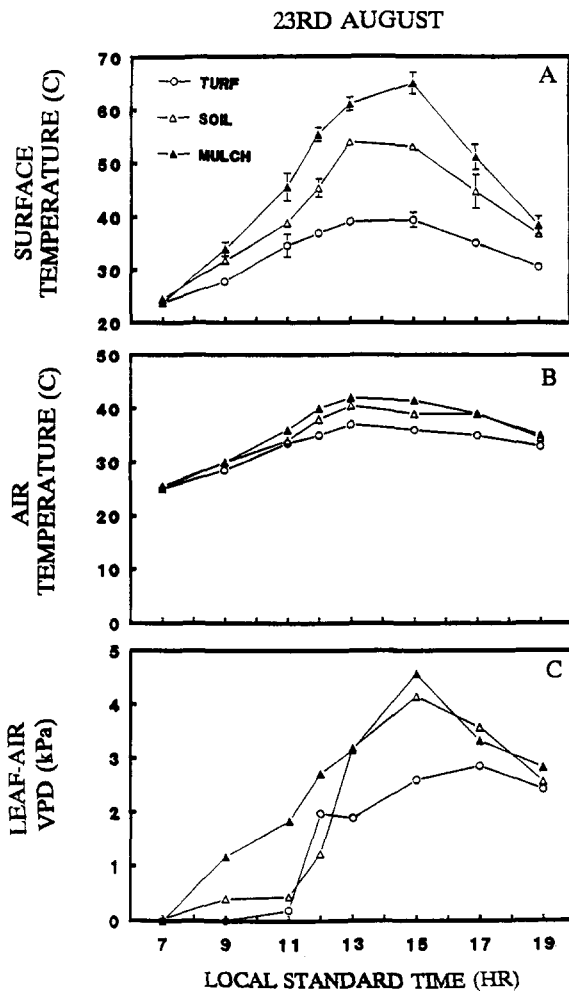 23RD AUGUST
SURFACE
TEMPERATURE (C)
70
60
50
40
30
20
A
TURF
SOIL
MULCH
AIR
TEMPERATURE (C)
50
40
30
20
10
0
B
LEAF-AIR
VPD (kPa)
5
4
3
2
1
0
C
7 9 11 13 15 17 19
LOCAL STANDARD TIME (HR)